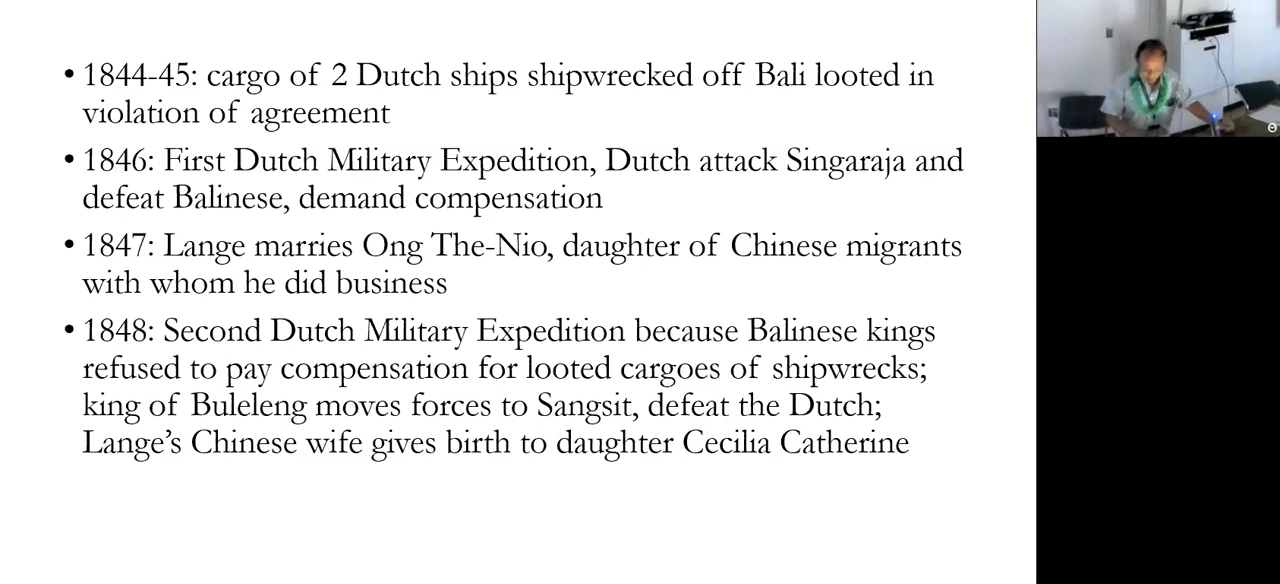 • 1844-45: cargo of 2 Dutch ships shipwrecked off Bali looted in
violation of agreement
• 1846: First Dutch Military Expedition, Dutch attack Singaraja and
defeat Balinese, demand compensation
• 1847: Lange marries Ong The-Nio, daughter of Chinese migrants
with whom he did business
• 1848: Second Dutch Military Expedition because Balinese kings
refused to pay compensation for looted cargoes of shipwrecks;
king of Buleleng moves forces to Sangsit, defeat the Dutch;
Lange's Chinese wife gives birth to daughter Cecilia Catherine